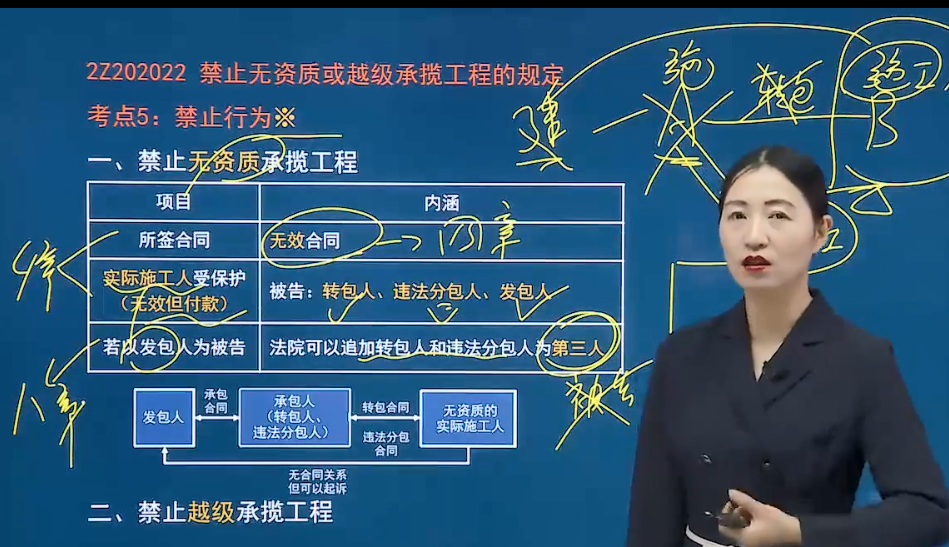 2Z202022 禁止无资质或越级承揽工程的规定
考点5：禁止行为※
一、禁止无资质承揽工程
项目 内涵
所签合同 无效合同
实际施工人受保护
（无效但付款） 被告：转包人、违法分包人、发包人
若以发包人为被告 法院可以追加转包人和违法分包人为第三人
发包人
承包
合同
承包人
（转包人、
违法分包人）
转包合同
违法分包
合同
无资质的
实际施工人
无合同关系
但可以起诉
二、禁止越级承揽工程
建
转包
施工
B